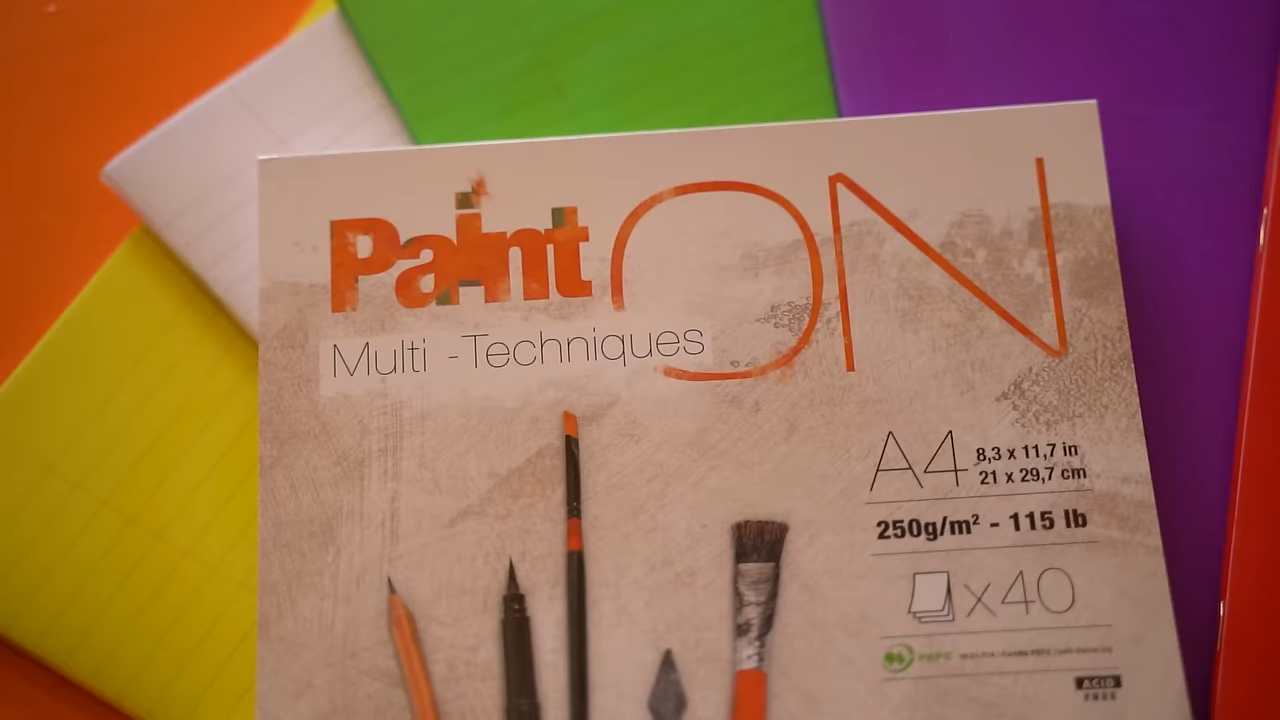 Paint ON
Multi - Techniques
A4
8,3 x 11,7 in
21 x 29,7 cm
250g/m² - 115 lb
x40
PEFC
ACID
FREE